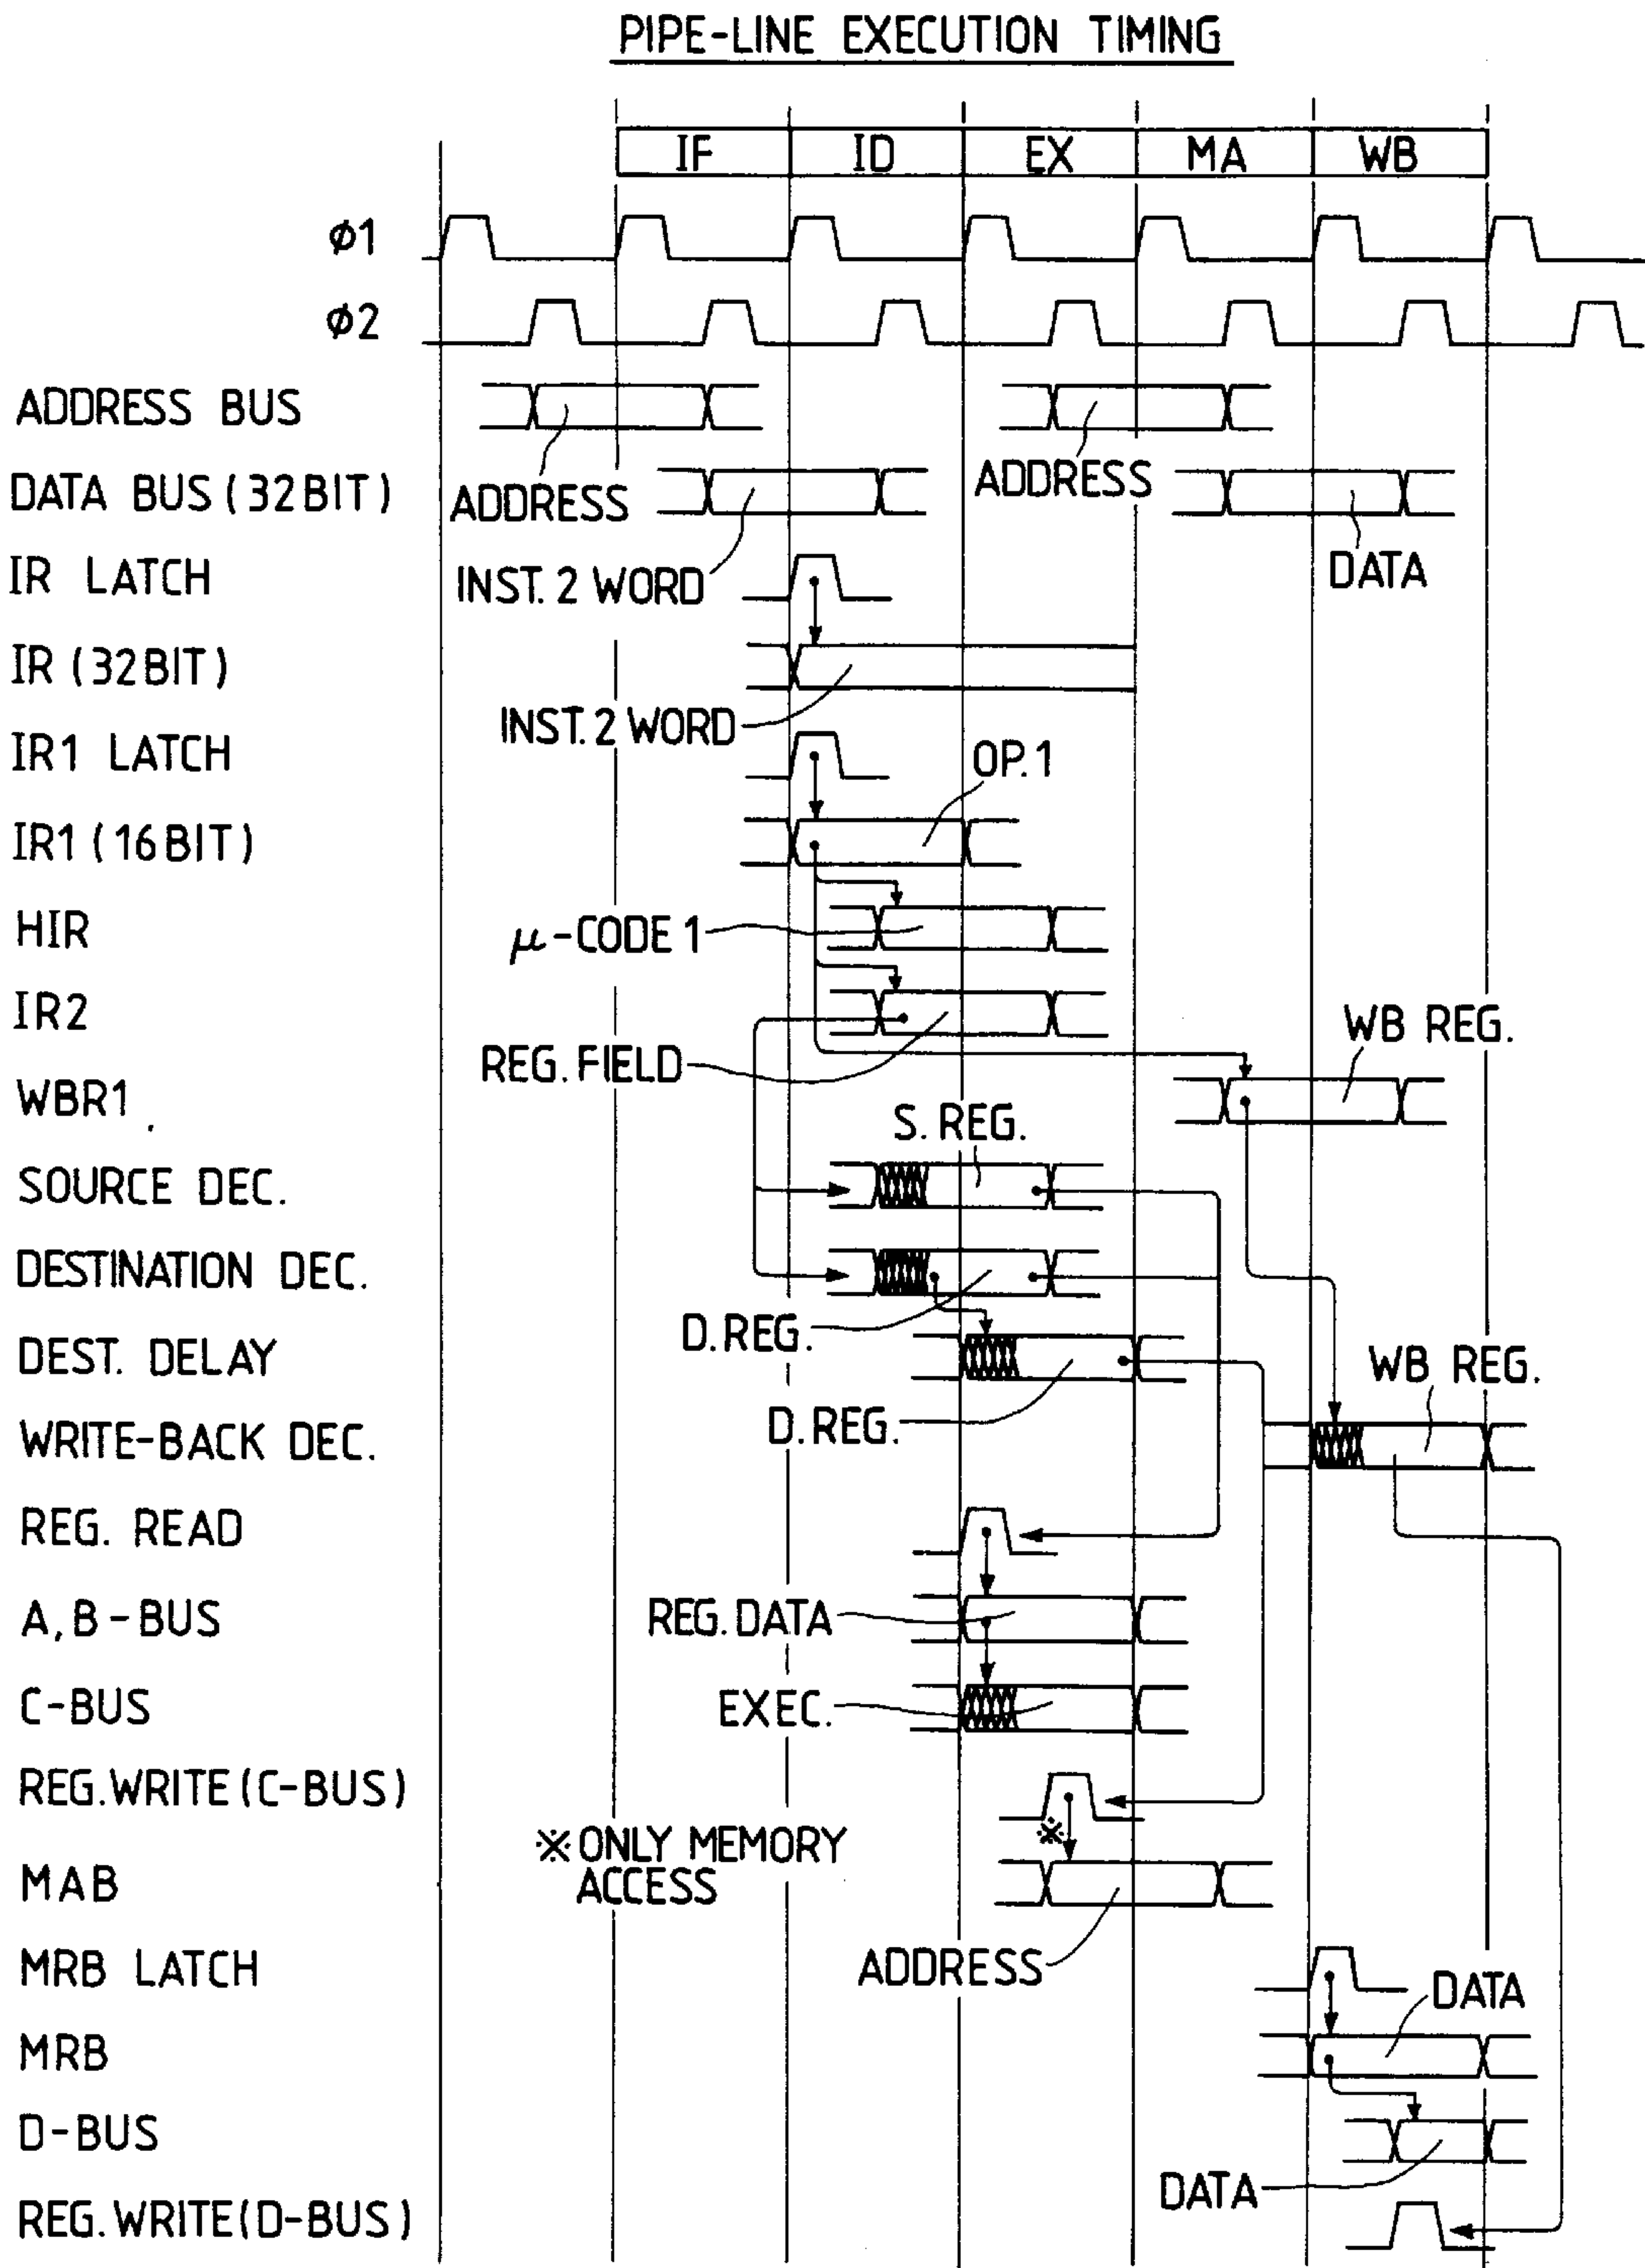 PIPE-LINE EXECUTION TIMING
IF ID EX MA WB
φ1
φ2
ADDRESS BUS
ADDRESS
ADDRESS
DATA BUS (32BIT)
INST. 2 WORD
DATA
IR LATCH
IR (32BIT)
INST. 2 WORD
IR1 LATCH
OP. 1
IR1 (16BIT)
HIR
μ-CODE 1
IR2
REG. FIELD
WB REG.
WBR1
S. REG.
SOURCE DEC.
DESTINATION DEC.
D. REG.
DEST. DELAY
D. REG.
WB REG.
WRITE-BACK DEC.
REG. READ
A, B-BUS
REG. DATA
C-BUS
EXEC.
REG. WRITE (C-BUS)
※
※ ONLY MEMORY
ACCESS
MAB
ADDRESS
MRB LATCH
DATA
MRB
D-BUS
DATA
REG. WRITE (D-BUS)